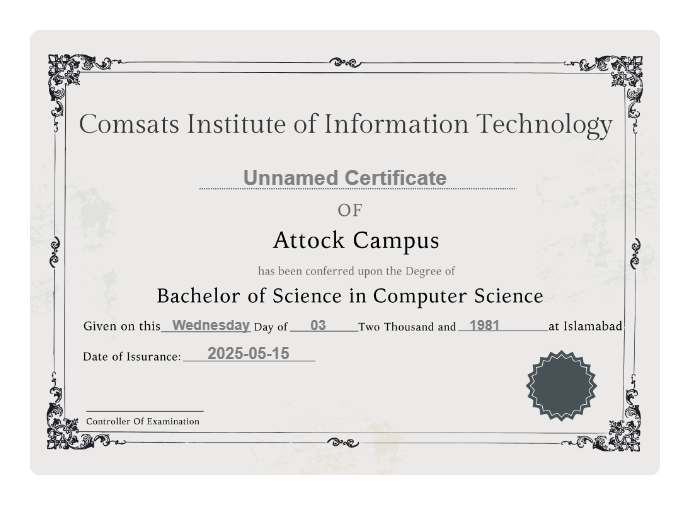 Comsats Institute of Information Technology
Unnamed Certificate
OF
Attock Campus
has been conferred upon the Degree of
Bachelor of Science in Computer Science
Given on this Wednesday Day of 03 Two Thousand and 1981 at Islamabad
Date of Issurance: 2025-05-15
Controller Of Examination